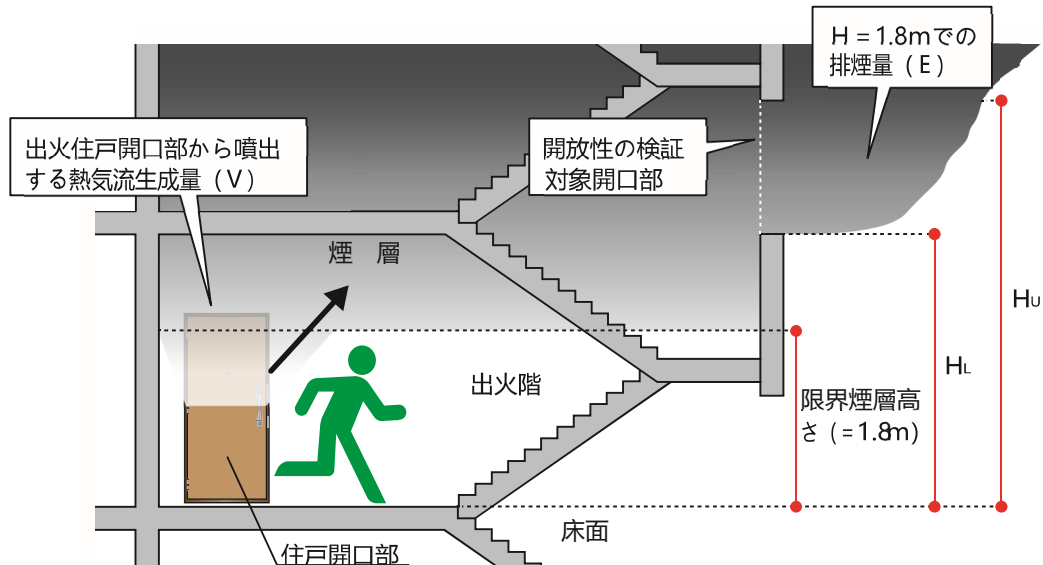 H = 1.8mでの
排煙量（E）
出火住戸開口部から噴出
する熱気流生成量（V）
開放性の検証
対象開口部
煙　層
HU
HL
出火階
限界煙層高
さ（=1.8m）
床面
住戸開口部